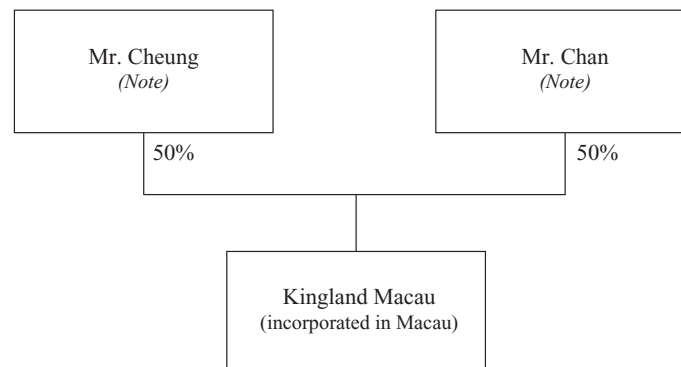 Mr. Cheung
(Note)
Mr. Chan
(Note)
50%
50%
Kingland Macau
(incorporated in Macau)